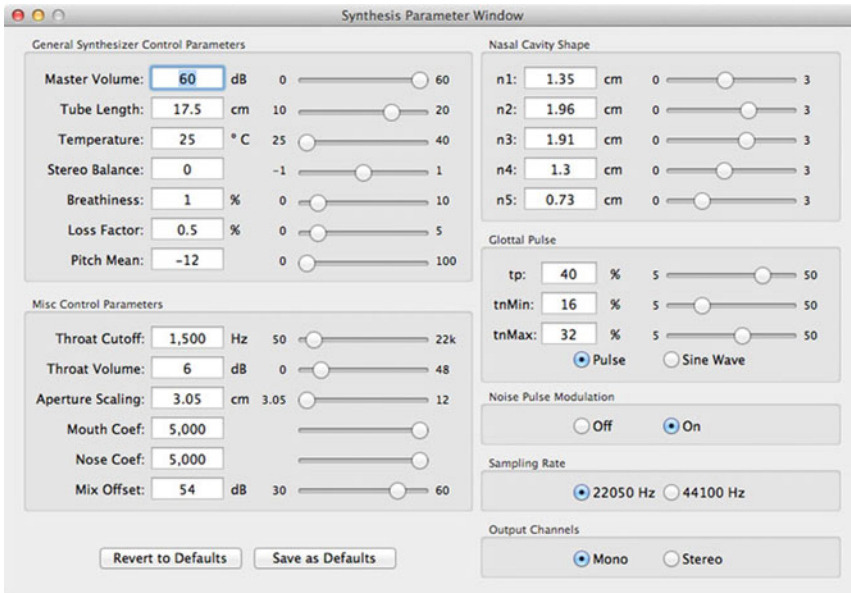 Synthesis Parameter Window
General Synthesizer Control Parameters
Master Volume: 60 dB 0 60
Tube Length: 17.5 cm 10 20
Temperature: 25 ° C 25 40
Stereo Balance: 0 -1 1
Breathiness: 1 % 0 10
Loss Factor: 0.5 % 0 5
Pitch Mean: -12 0 100
Misc Control Parameters
Throat Cutoff: 1,500 Hz 50 22k
Throat Volume: 6 dB 0 48
Aperture Scaling: 3.05 cm 3.05 12
Mouth Coef: 5,000
Nose Coef: 5,000
Mix Offset: 54 dB 30 60
Revert to Defaults Save as Defaults
Nasal Cavity Shape
n1: 1.35 cm 0 3
n2: 1.96 cm 0 3
n3: 1.91 cm 0 3
n4: 1.3 cm 0 3
n5: 0.73 cm 0 3
Glottal Pulse
tp: 40 % 5 50
tnMin: 16 % 5 50
tnMax: 32 % 5 50
Pulse Sine Wave
Noise Pulse Modulation
Off On
Sampling Rate
22050 Hz 44100 Hz
Output Channels
Mono Stereo